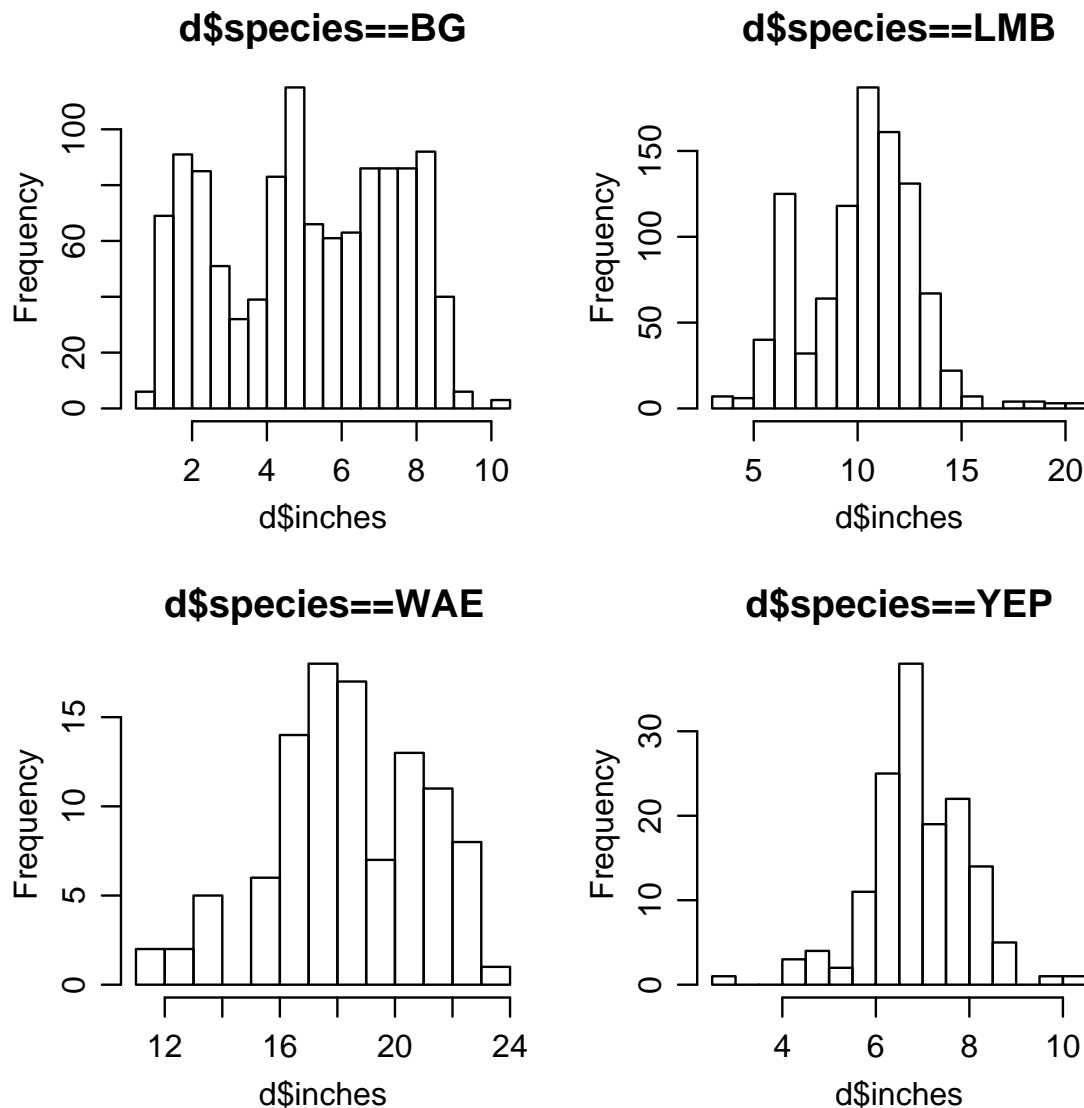 d$species==BG
Frequency
0
20
60
100
2
4
6
8
10
d$inches
d$species==LMB
Frequency
0
50
100
150
5
10
15
20
d$inches
d$species==WAE
Frequency
0
5
10
15
12
16
20
24
d$inches
d$species==YEP
Frequency
0
10
20
30
4
6
8
10
d$inches